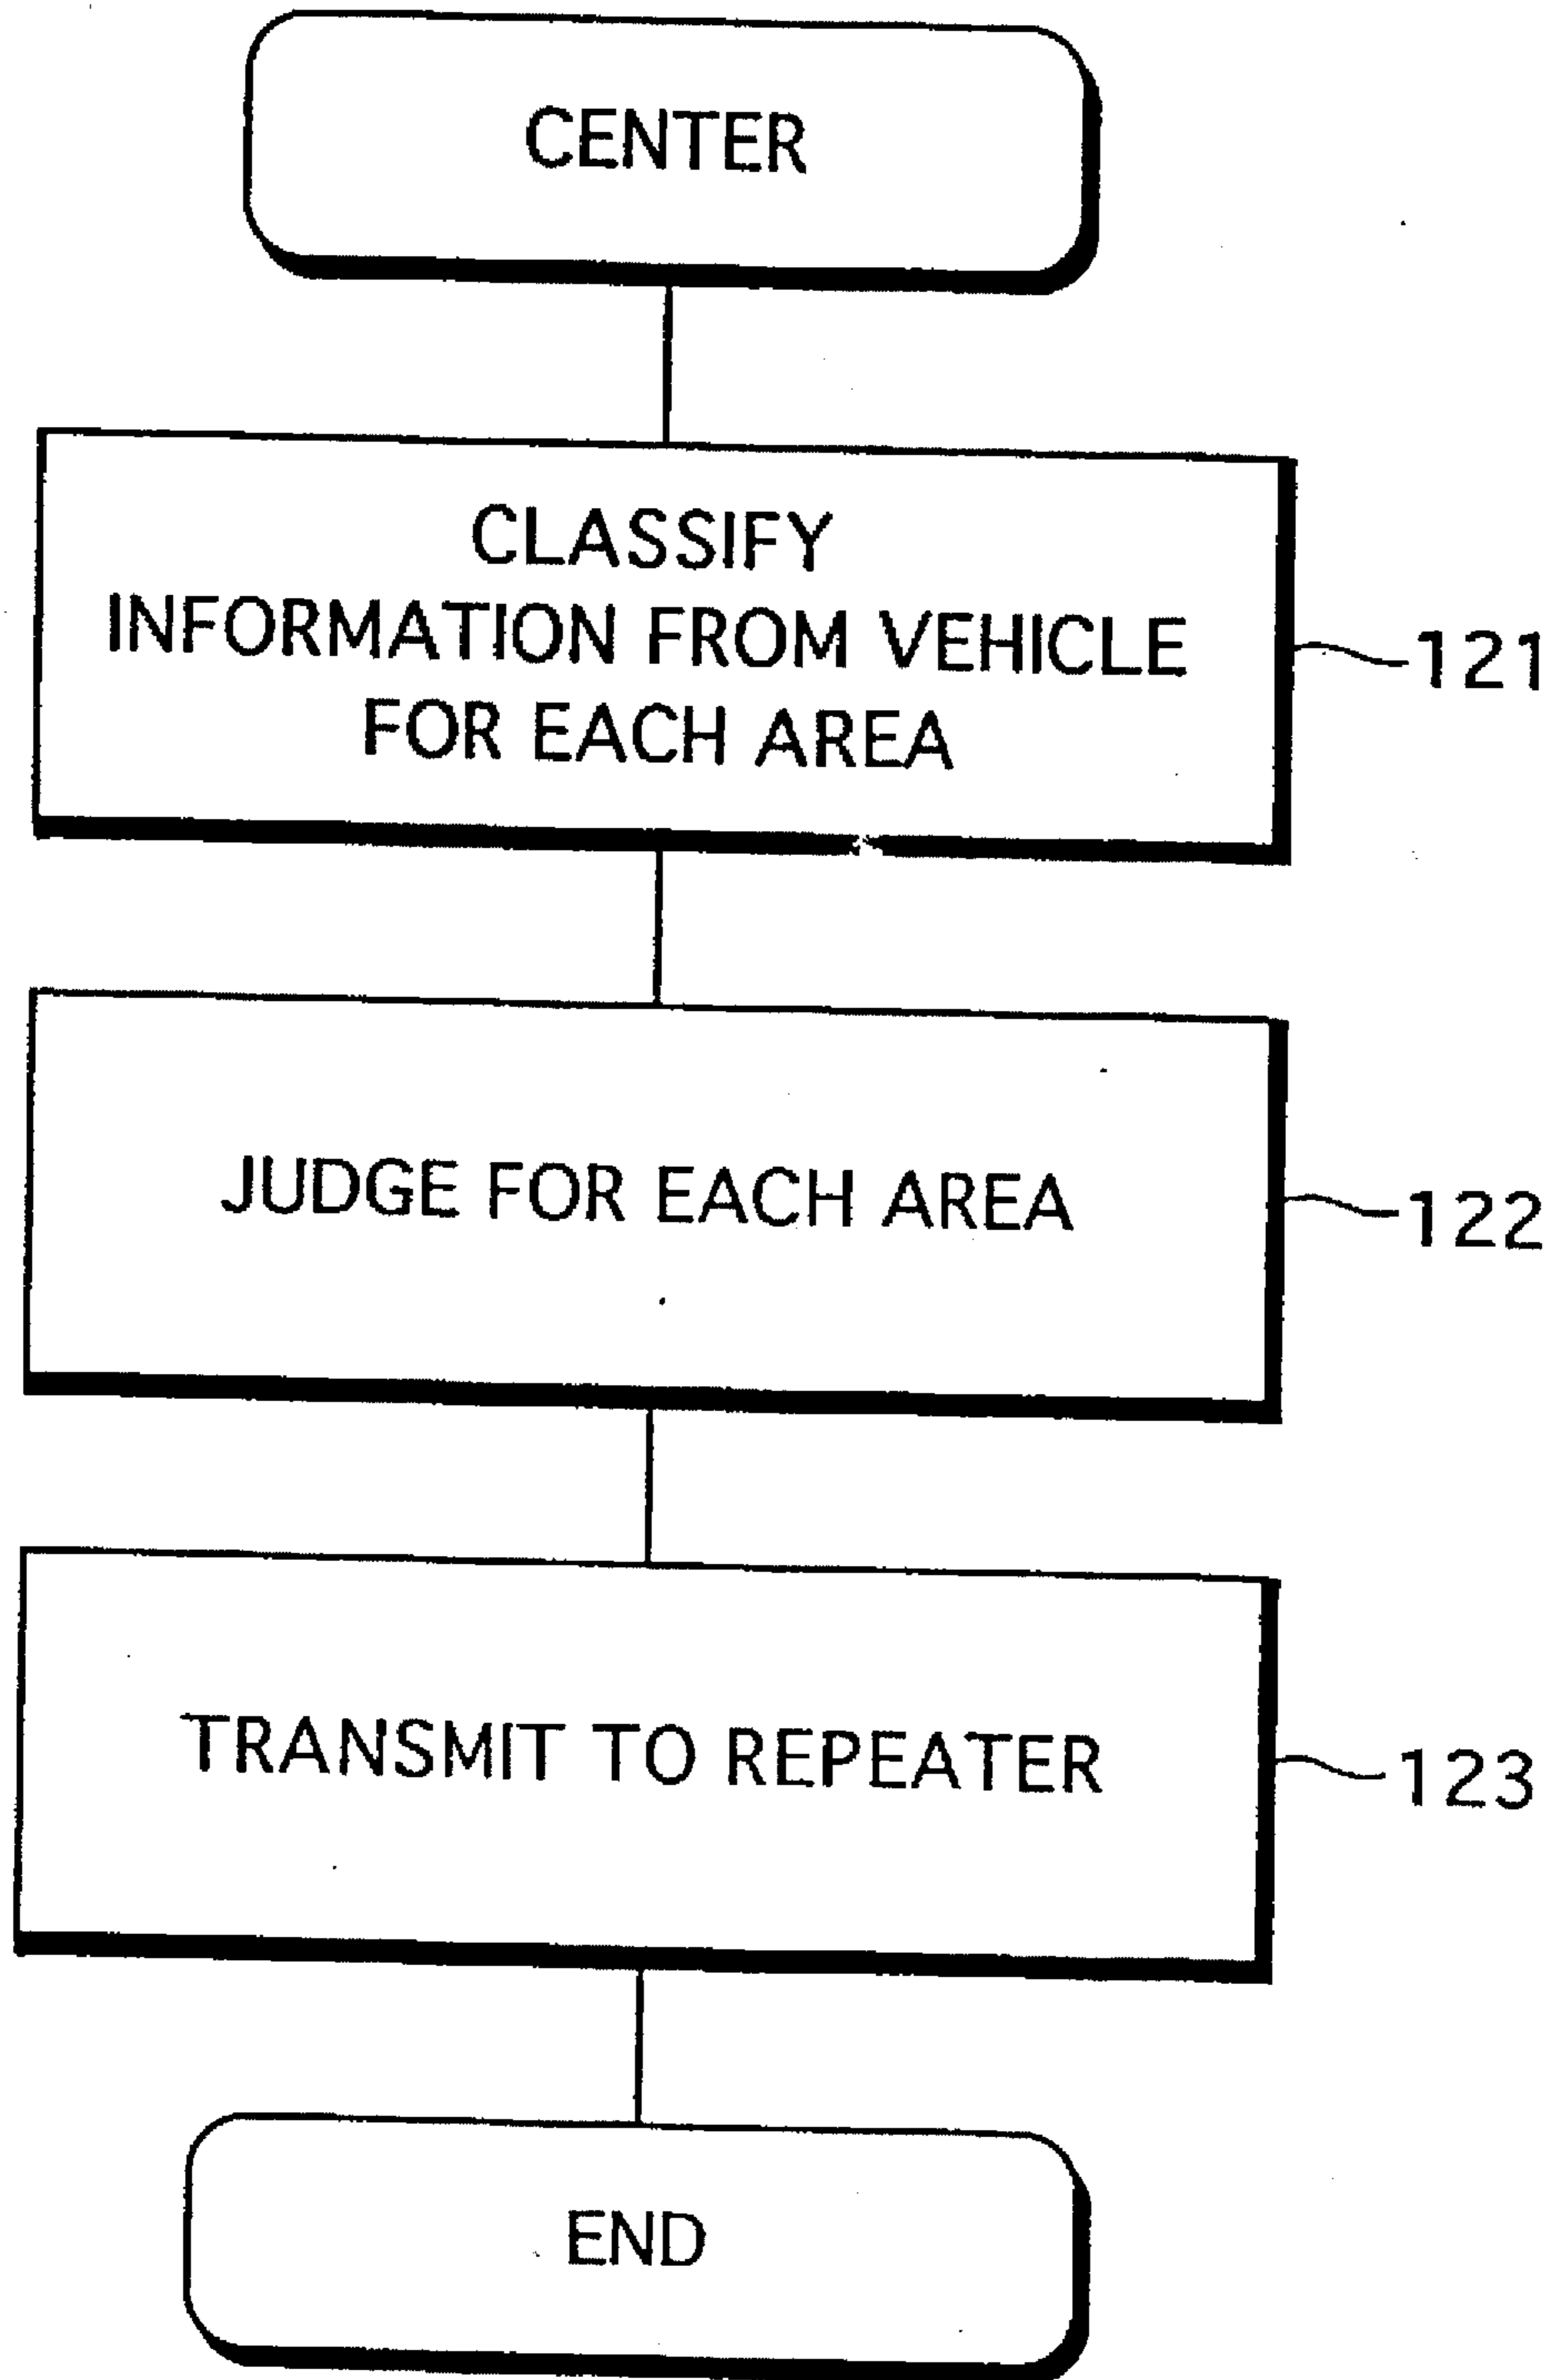 CENTER
CLASSIFY
INFORMATION FROM VEHICLE
FOR EACH AREA
121
JUDGE FOR EACH AREA
122
TRANSMIT TO REPEATER
123
END